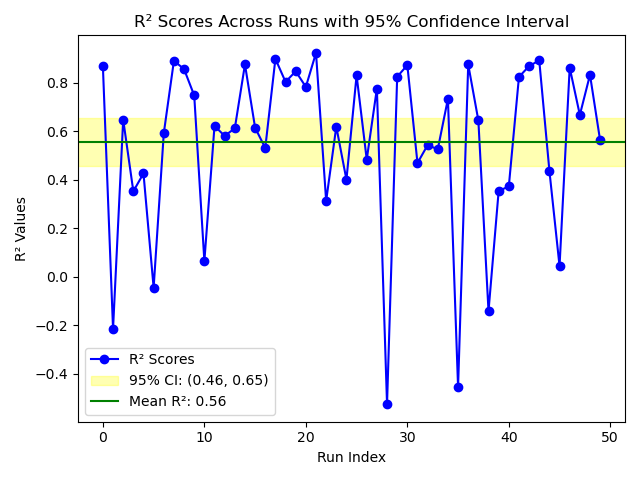 R² Scores Across Runs with 95% Confidence Interval
R² Values
0.8
0.6
0.4
0.2
0.0
−0.2
−0.4
R² Scores
95% CI: (0.46, 0.65)
Mean R²: 0.56
0 10 20 30 40 50
Run Index